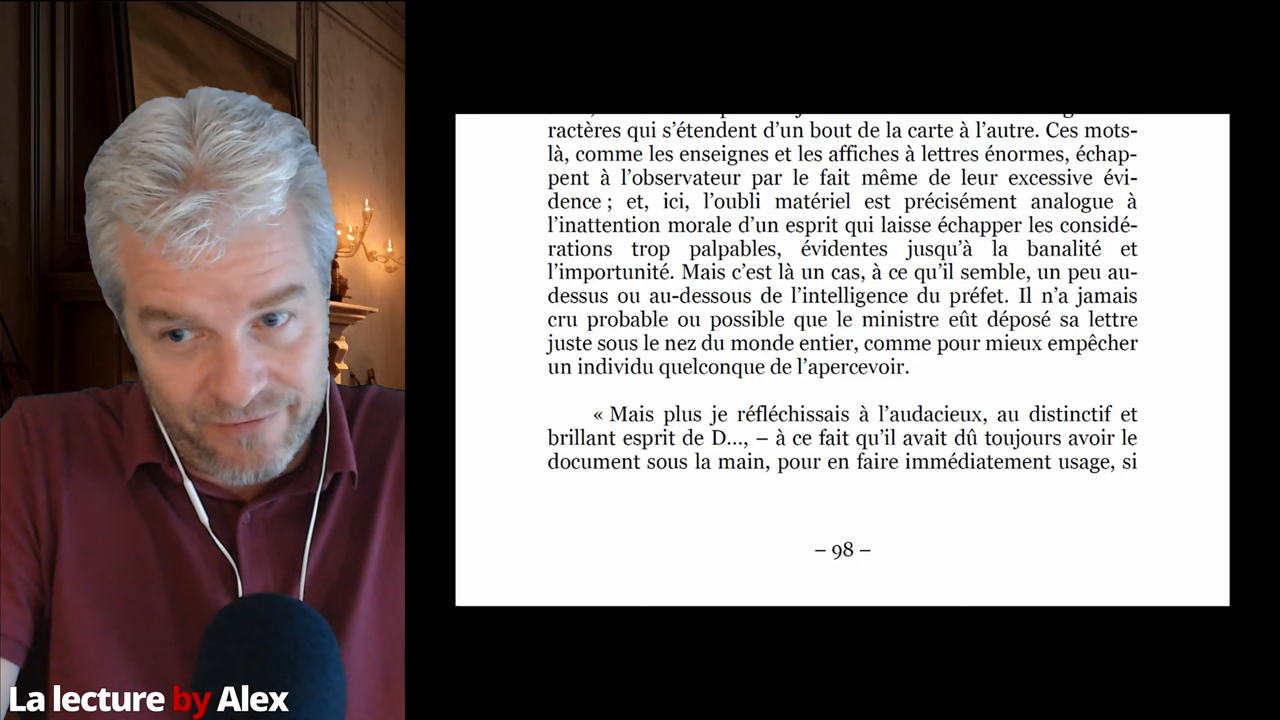 ractères qui s'étendent d'un bout de la carte à l'autre. Ces mots-
là, comme les enseignes et les affiches à lettres énormes, échap-
pent à l'observateur par le fait même de leur excessive évi-
dence ; et, ici, l'oubli matériel est précisément analogue à
l'inattention morale d'un esprit qui laisse échapper les considé-
rations trop palpables, évidentes jusqu'à la banalité et
l'importunité. Mais c'est là un cas, à ce qu'il semble, un peu au-
dessus ou au-dessous de l'intelligence du préfet. Il n'a jamais
cru probable ou possible que le ministre eût déposé sa lettre
juste sous le nez du monde entier, comme pour mieux empêcher
un individu quelconque de l'apercevoir.
« Mais plus je réfléchissais à l'audacieux, au distinctif et
brillant esprit de D…, – à ce fait qu'il avait dû toujours avoir le
document sous la main, pour en faire immédiatement usage, si
– 98 –
La lecture by Alex